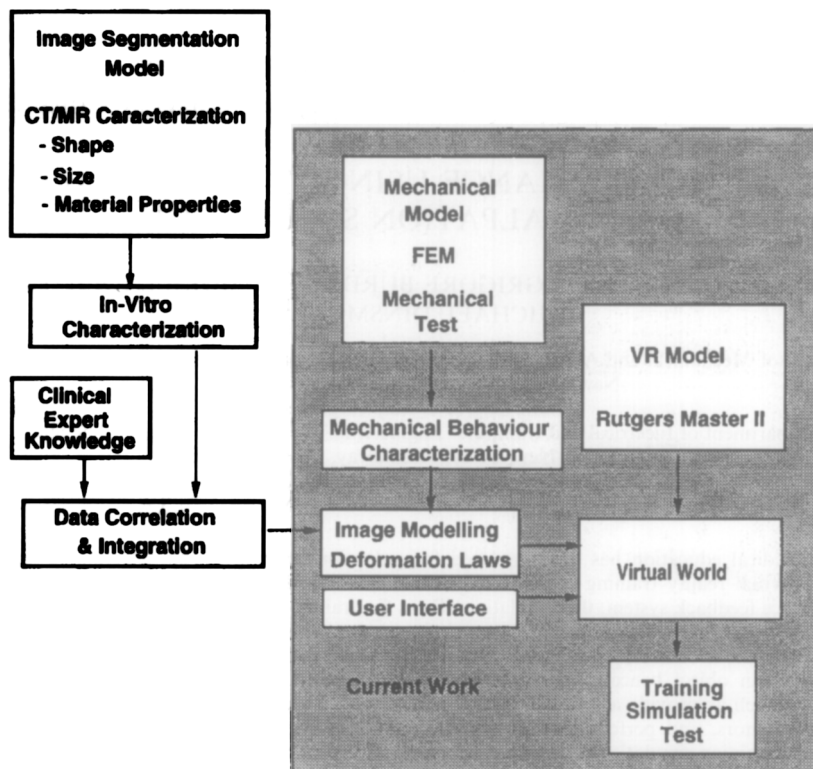 Image Segmentation
Model
CT/MR Caracterization
- Shape
- Size
- Material Properties
In-Vitro
Characterization
Clinical
Expert
Knowledge
Data Correlation
& Integration
Mechanical
Model
FEM
Mechanical
Test
Mechanical Behaviour
Characterization
Image Modelling
Deformation Laws
User Interface
Current Work
VR Model
Rutgers Master II
Virtual World
Training
Simulation
Test